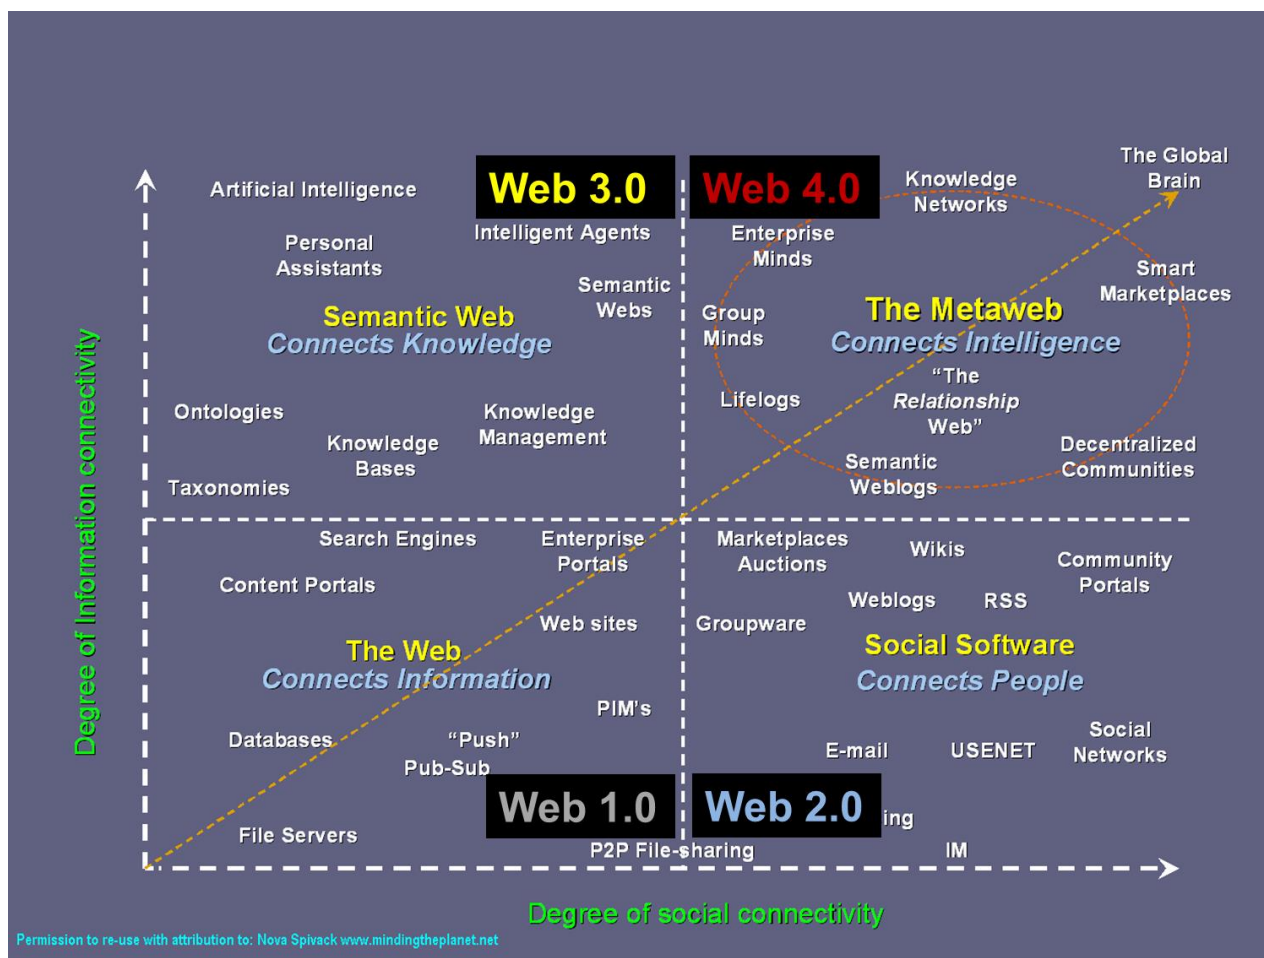 The Global
Brain
Artificial Intelligence
Web 3.0
Web 4.0
Knowledge
Networks
Intelligent Agents
Enterprise
Minds
Personal
Assistants
Semantic
Webs
Smart
Marketplaces
Semantic Web
Connects Knowledge
Group
Minds
The Metaweb
Connects Intelligence
"The
Relationship
Web"
Lifelogs
Ontologies
Knowledge
Bases
Knowledge
Management
Taxonomies
Semantic
Weblogs
Decentralized
Communities
Degree of Information connectivity
Search Engines
Enterprise
Portals
Content Portals
Web sites
The Web
Connects Information
PIM's
Databases
"Push"
Pub-Sub
Web 1.0
File Servers
P2P File-sharing
Marketplaces
Auctions
Wikis
Community
Portals
Weblogs
RSS
Groupware
Social Software
Connects People
E-mail
USENET
Social
Networks
Web 2.0
ing
IM
Degree of social connectivity
Permission to re-use with attribution to: Nova Spivack www.mindingtheplanet.net